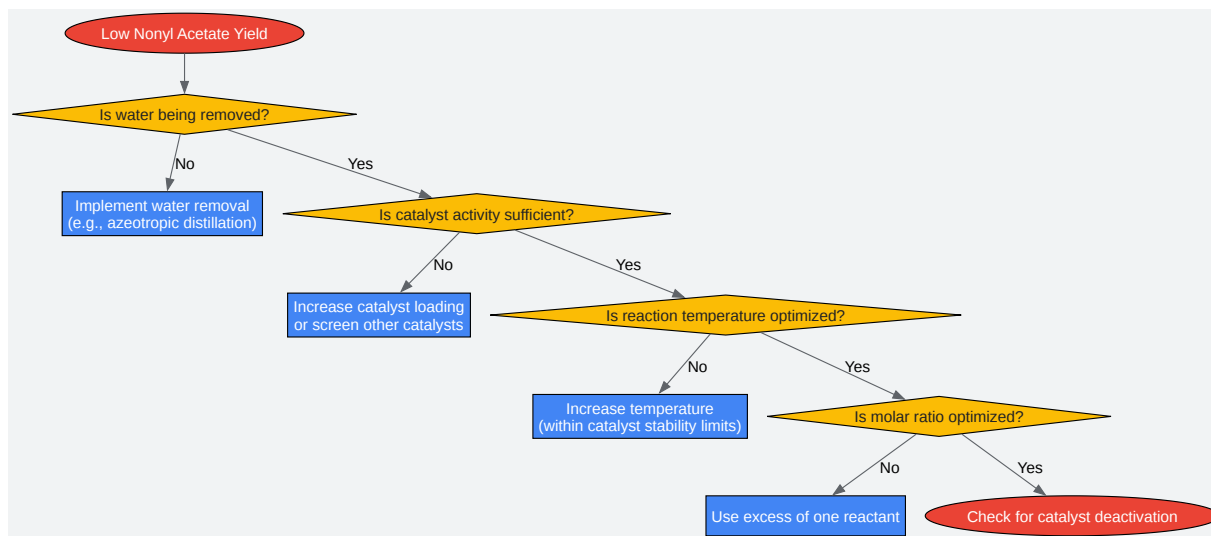 Low Nonyl Acetate Yield
Is water being removed?
No
Yes
Implement water removal
(e.g., azeotropic distillation)
Is catalyst activity sufficient?
No
Yes
Increase catalyst loading
or screen other catalysts
Is reaction temperature optimized?
No
Yes
Increase temperature
(within catalyst stability limits)
Is molar ratio optimized?
No
Yes
Use excess of one reactant
Check for catalyst deactivation